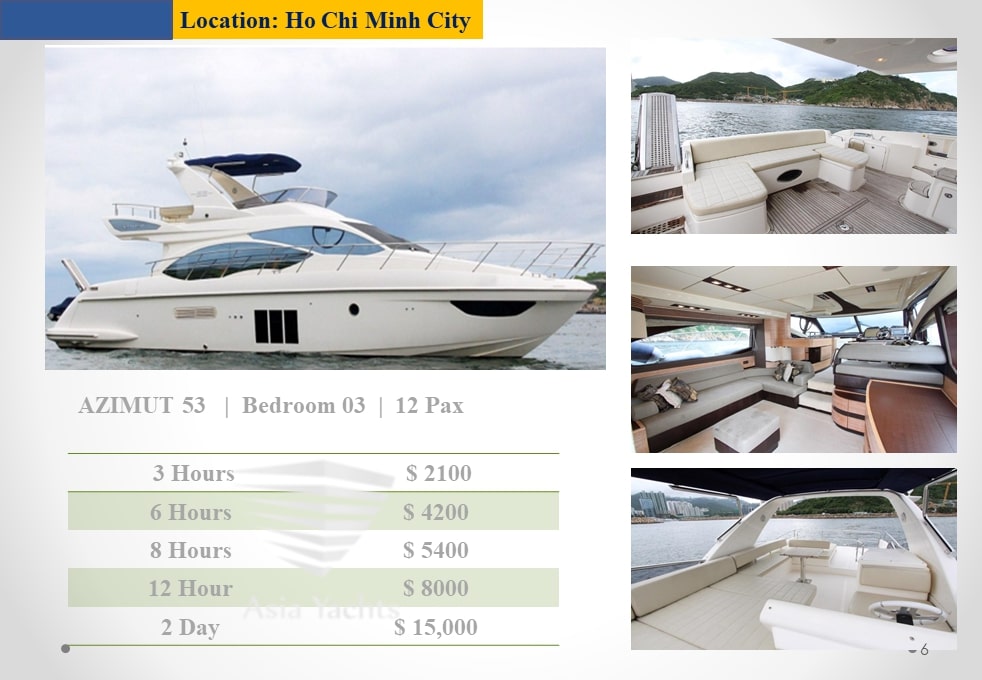 Location: Ho Chi Minh City
AZIMUT 53 | Bedroom 03 | 12 Pax
3 Hours $ 2100
6 Hours $ 4200
8 Hours $ 5400
12 Hour $ 8000
Asia Yachts
2 Day $ 15,000
6